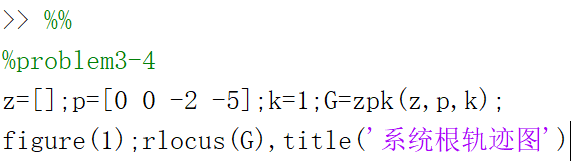 >> %%
%problem3-4
z=[];p=[0 0 -2 -5];k=1;G=zpk(z,p,k);
figure(1);rlocus(G),title('系统根轨迹图')